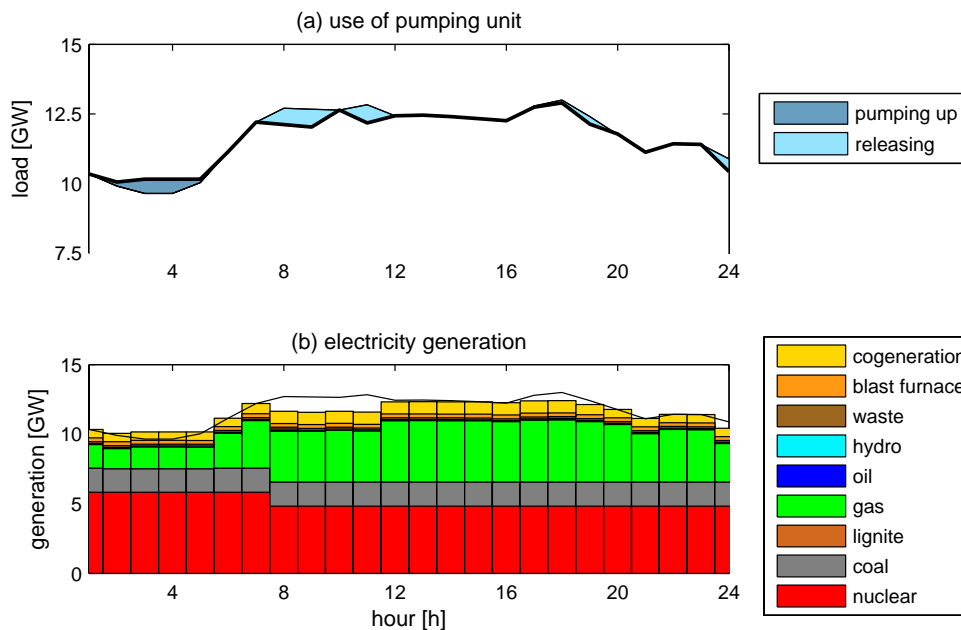 (a) use of pumping unit
15
12.5
10
7.5
load [GW]
4 8 12 16 20 24
pumping up
releasing
(b) electricity generation
15
10
5
0
generation [GW]
4 8 12 16 20 24
hour [h]
cogeneration
blast furnace
waste
hydro
oil
gas
lignite
coal
nuclear